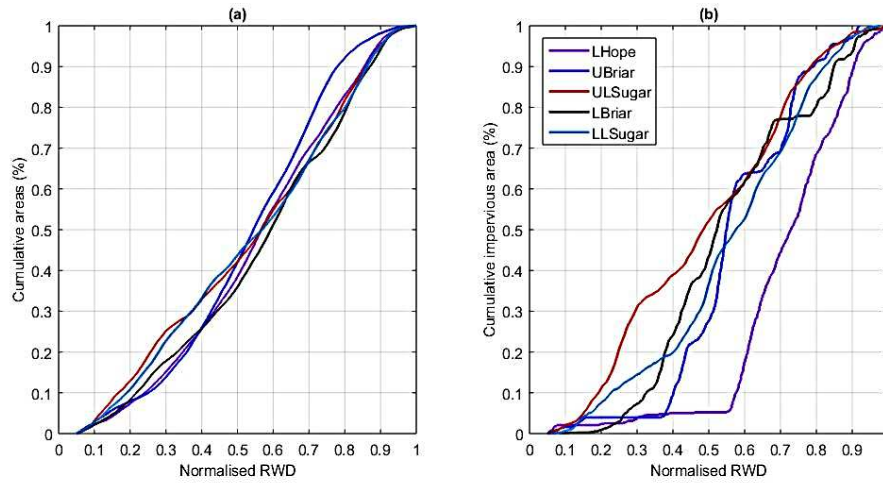 (a)
1
0.9
0.8
0.7
0.6
0.5
0.4
0.3
0.2
0.1
0
Cumulative areas (%)
0 0.1 0.2 0.3 0.4 0.5 0.6 0.7 0.8 0.9 1
Normalised RWD
(b)
1
0.9
0.8
0.7
0.6
0.5
0.4
0.3
0.2
0.1
0
Cumulative impervious area (%)
LHope
UBriar
ULSugar
LBriar
LLSugar
0 0.1 0.2 0.3 0.4 0.5 0.6 0.7 0.8 0.9
Normalised RWD